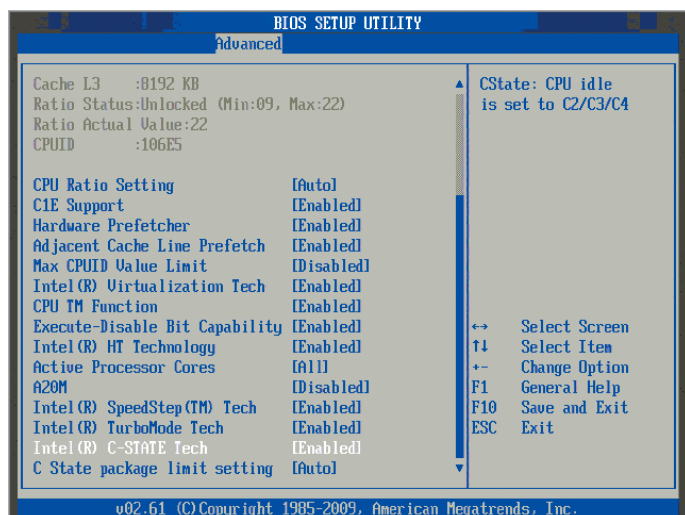 BIOS SETUP UTILITY
Advanced
Cache L3 :8192 KB
Ratio Status:Unlocked (Min:09, Max:22)
Ratio Actual Value:22
CPUID :106E5
CPU Ratio Setting [Auto]
C1E Support [Enabled]
Hardware Prefetcher [Enabled]
Adjacent Cache Line Prefetch [Enabled]
Max CPUID Value Limit [Disabled]
Intel(R) Virtualization Tech [Enabled]
CPU TM Function [Enabled]
Execute-Disable Bit Capability [Enabled]
Intel(R) HT Technology [Enabled]
Active Processor Cores [All]
A20M [Disabled]
Intel(R) SpeedStep(TM) Tech [Enabled]
Intel(R) TurboMode Tech [Enabled]
Intel(R) C-STATE Tech [Enabled]
C State package limit setting [Auto]
CState: CPU idle
is set to C2/C3/C4
↔ Select Screen
↑↓ Select Item
+- Change Option
F1 General Help
F10 Save and Exit
ESC Exit
v02.61 (C)Copyright 1985-2009, American Megatrends, Inc.